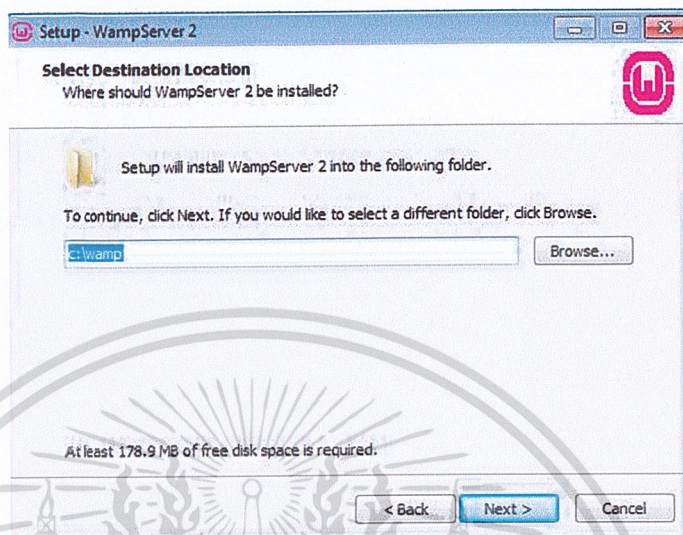 Setup - WampServer 2
Select Destination Location
Where should WampServer 2 be installed?
Setup will install WampServer 2 into the following folder.
To continue, click Next. If you would like to select a different folder, click Browse.
c:\wamp
Browse...
At least 178.9 MB of free disk space is required.
< Back
Next >
Cancel